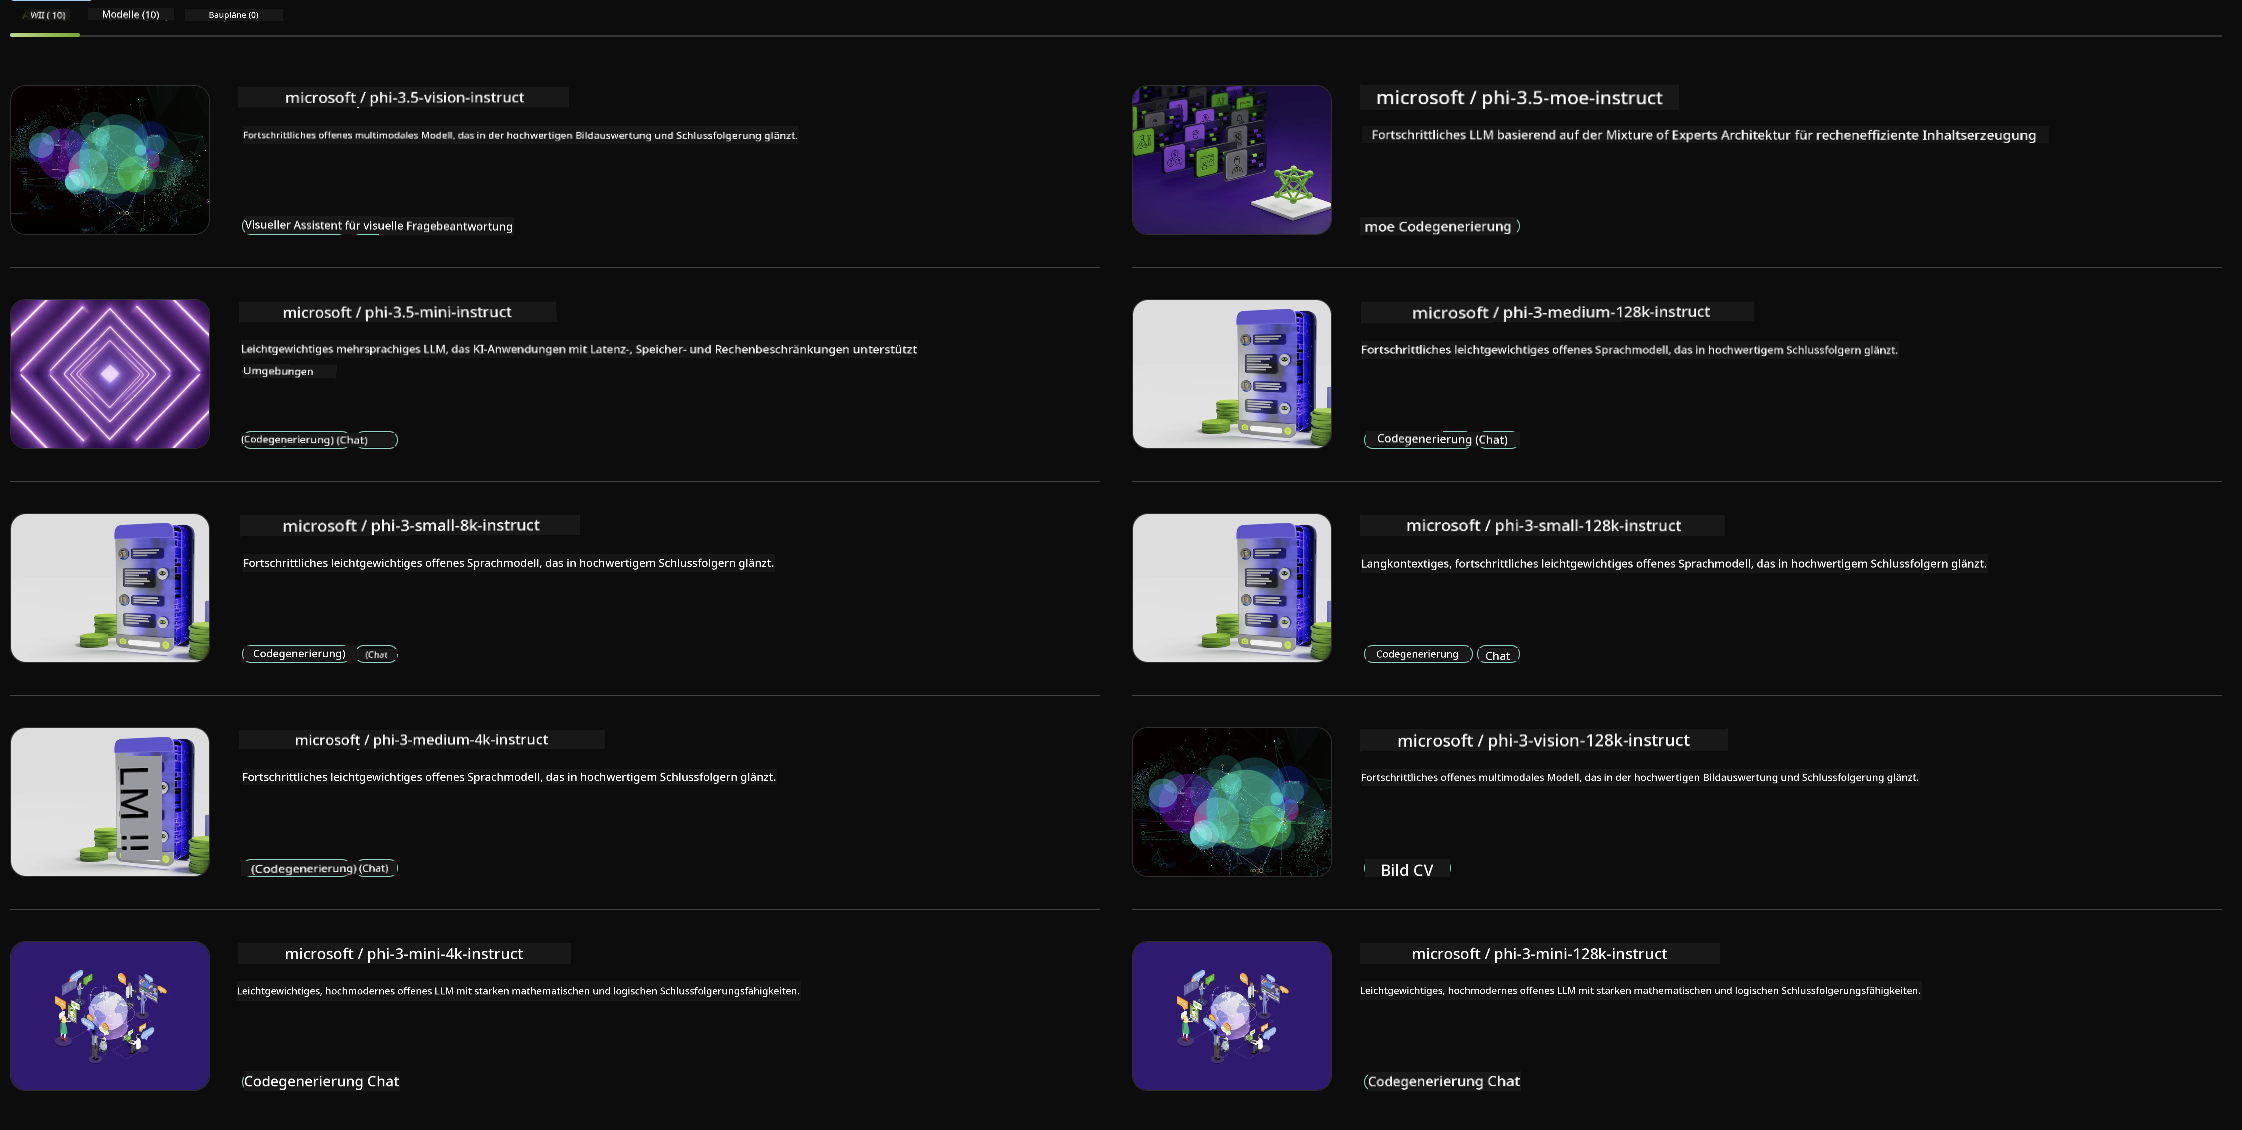 Modelle (10)
Baupläne (0)
microsoft / phi-3.5-vision-instruct
Fortschrittliches offenes multimodales Modell, das in der hochwertigen Bildauswertung und Schlussfolgerung glänzt.
Visueller Assistent für visuelle Fragebeantwortung
microsoft / phi-3.5-moe-instruct
Fortschrittliches LLM basierend auf der Mixture of Experts Architektur für recheneffiziente Inhaltserzeugung
moe Codegenerierung )
microsoft / phi-3.5-mini-instruct
Leichtgewichtiges mehrsprachiges LLM, das KI-Anwendungen mit Latenz-, Speicher- und Rechenbeschränkungen unterstützt
Umgebungen
(Codegenerierung) (Chat)
microsoft / phi-3-medium-128k-instruct
Fortschrittliches leichtgewichtiges offenes Sprachmodell, das in hochwertigem Schlussfolgern glänzt.
Codegenerierung (Chat)
microsoft / phi-3-small-8k-instruct
Fortschrittliches leichtgewichtiges offenes Sprachmodell, das in hochwertigem Schlussfolgern glänzt.
Codegenerierung) (Chat
microsoft / phi-3-small-128k-instruct
Langkontextiges, fortschrittliches leichtgewichtiges offenes Sprachmodell, das in hochwertigem Schlussfolgern glänzt.
Codegenerierung Chat
microsoft / phi-3-medium-4k-instruct
Fortschrittliches leichtgewichtiges offenes Sprachmodell, das in hochwertigem Schlussfolgern glänzt.
(Codegenerierung) (Chat)
LM !!
microsoft / phi-3-vision-128k-instruct
Fortschrittliches offenes multimodales Modell, das in der hochwertigen Bildauswertung und Schlussfolgerung glänzt.
Bild CV
microsoft / phi-3-mini-4k-instruct
Leichtgewichtiges, hochmodernes offenes LLM mit starken mathematischen und logischen Schlussfolgerungsfähigkeiten.
(Codegenerierung Chat
microsoft / phi-3-mini-128k-instruct
Leichtgewichtiges, hochmodernes offenes LLM mit starken mathematischen und logischen Schlussfolgerungsfähigkeiten.
(Codegenerierung Chat